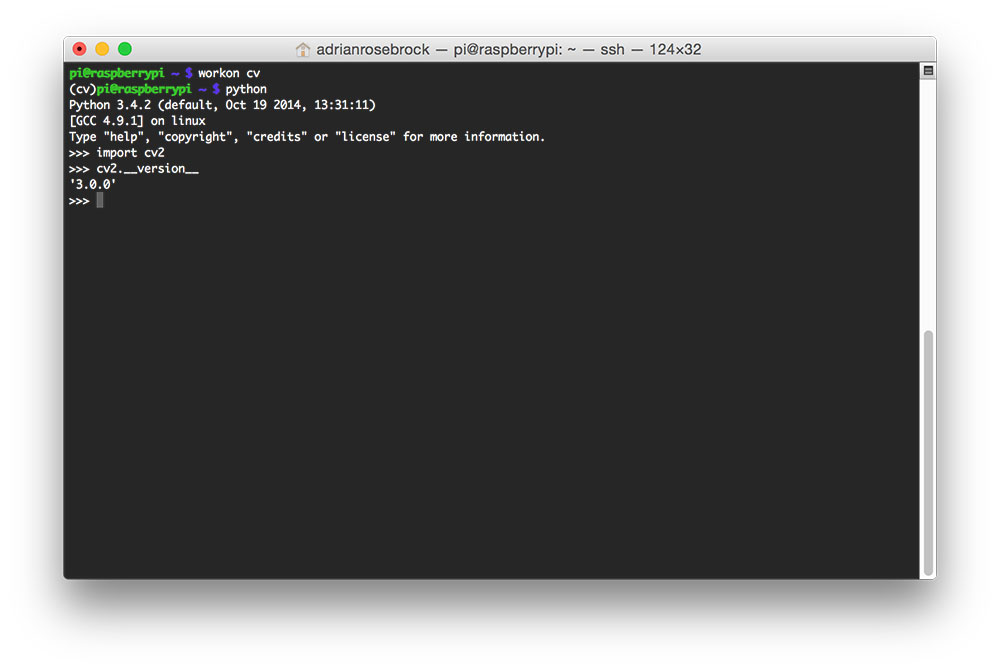 adrianrosebrock — pi@raspberrypi: ~ — ssh — 124×32
pi@raspberrypi ~ $ workon cv
(cv)pi@raspberrypi ~ $ python
Python 3.4.2 (default, Oct 19 2014, 13:31:11)
[GCC 4.9.1] on linux
Type "help", "copyright", "credits" or "license" for more information.
>>> import cv2
>>> cv2.__version__
'3.0.0'
>>>